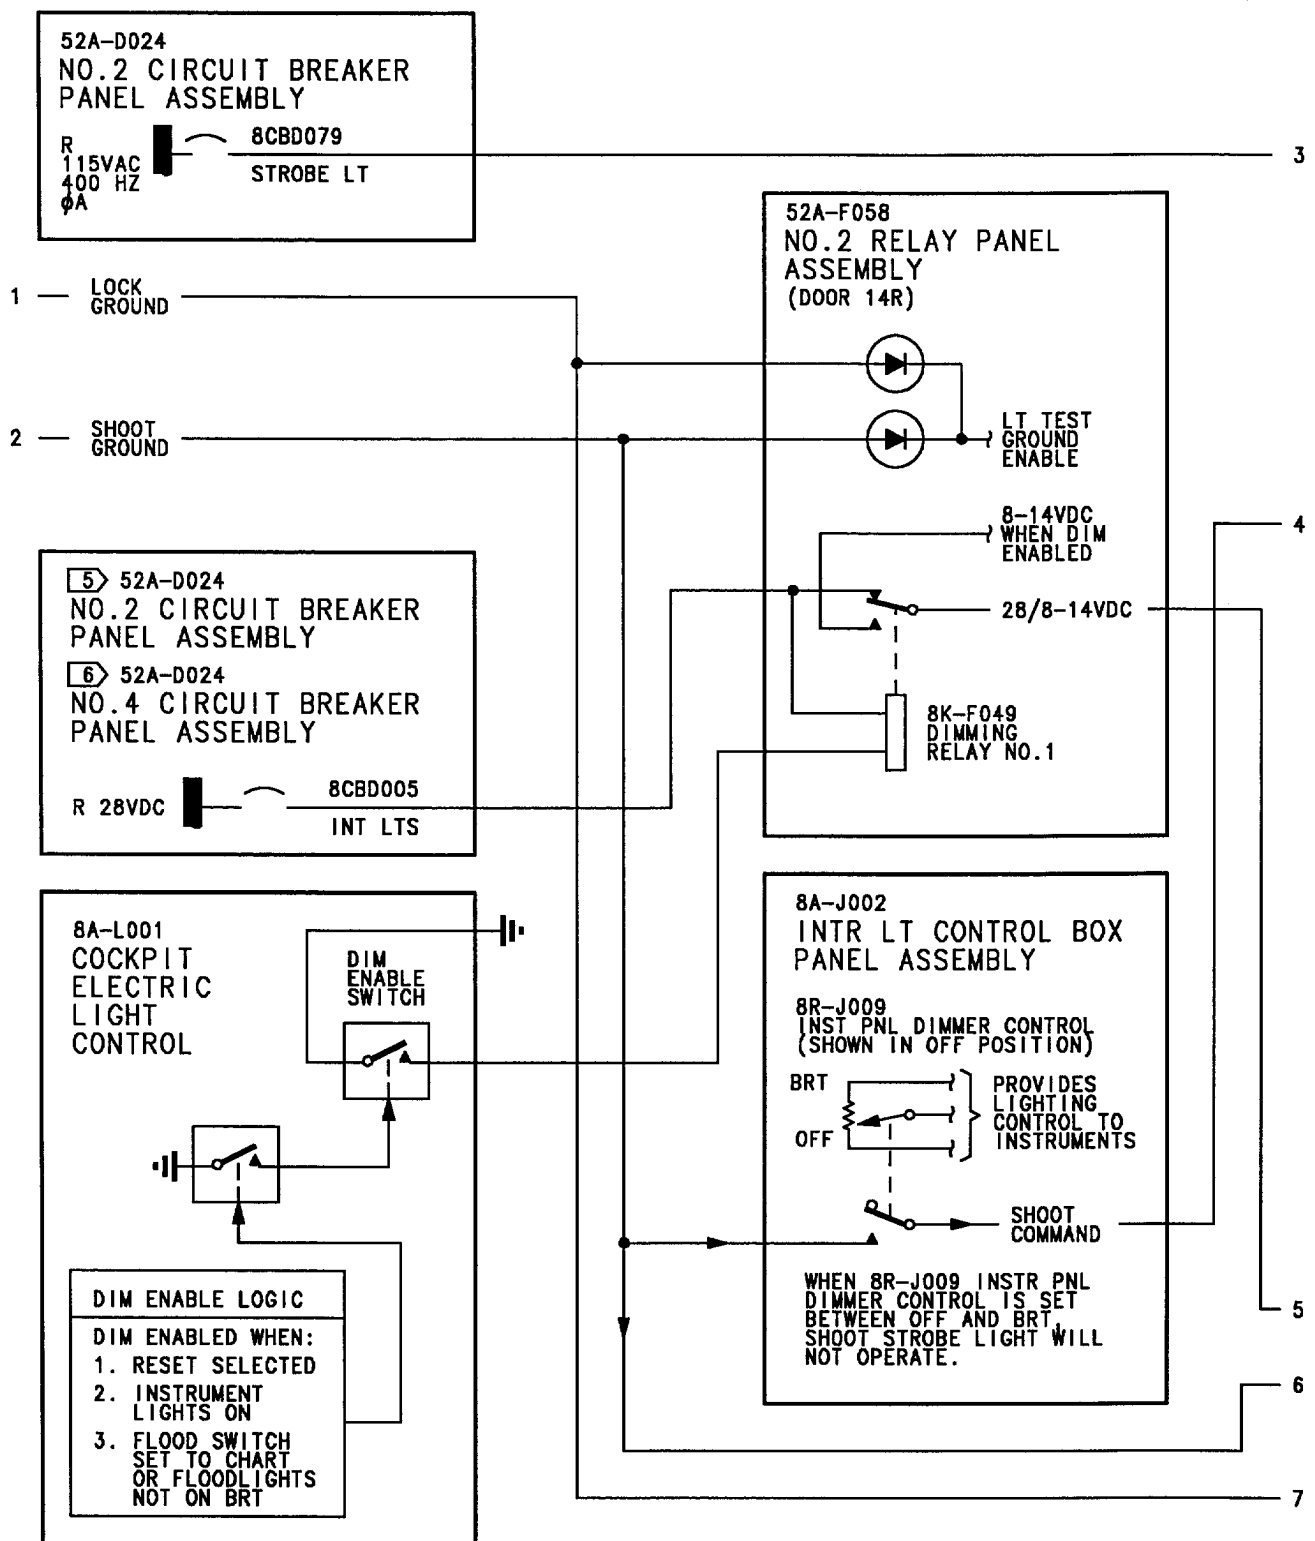 52A-D024
NO.2 CIRCUIT BREAKER
PANEL ASSEMBLY
R
115VAC
400 HZ
ϕA
8CBD079
STROBE LT
3
1
LOCK
GROUND
2
SHOOT
GROUND
52A-F058
NO.2 RELAY PANEL
ASSEMBLY
(DOOR 14R)
LT TEST
GROUND
ENABLE
8-14VDC
WHEN DIM
ENABLED
28/8-14VDC
8K-F049
DIMMING
RELAY NO.1
4
5 52A-D024
NO.2 CIRCUIT BREAKER
PANEL ASSEMBLY
6 52A-D024
NO.4 CIRCUIT BREAKER
PANEL ASSEMBLY
R 28VDC
8CBD005
INT LTS
8A-L001
COCKPIT
ELECTRIC
LIGHT
CONTROL
DIM
ENABLE
SWITCH
DIM ENABLE LOGIC
DIM ENABLED WHEN:
1. RESET SELECTED
2. INSTRUMENT
LIGHTS ON
3. FLOOD SWITCH
SET TO CHART
OR FLOODLIGHTS
NOT ON BRT
8A-J002
INTR LT CONTROL BOX
PANEL ASSEMBLY
8R-J009
INST PNL DIMMER CONTROL
(SHOWN IN OFF POSITION)
BRT
OFF
PROVIDES
LIGHTING
CONTROL TO
INSTRUMENTS
SHOOT
COMMAND
WHEN 8R-J009 INSTR PNL
DIMMER CONTROL IS SET
BETWEEN OFF AND BRT,
SHOOT STROBE LIGHT WILL
NOT OPERATE.
5
6
7